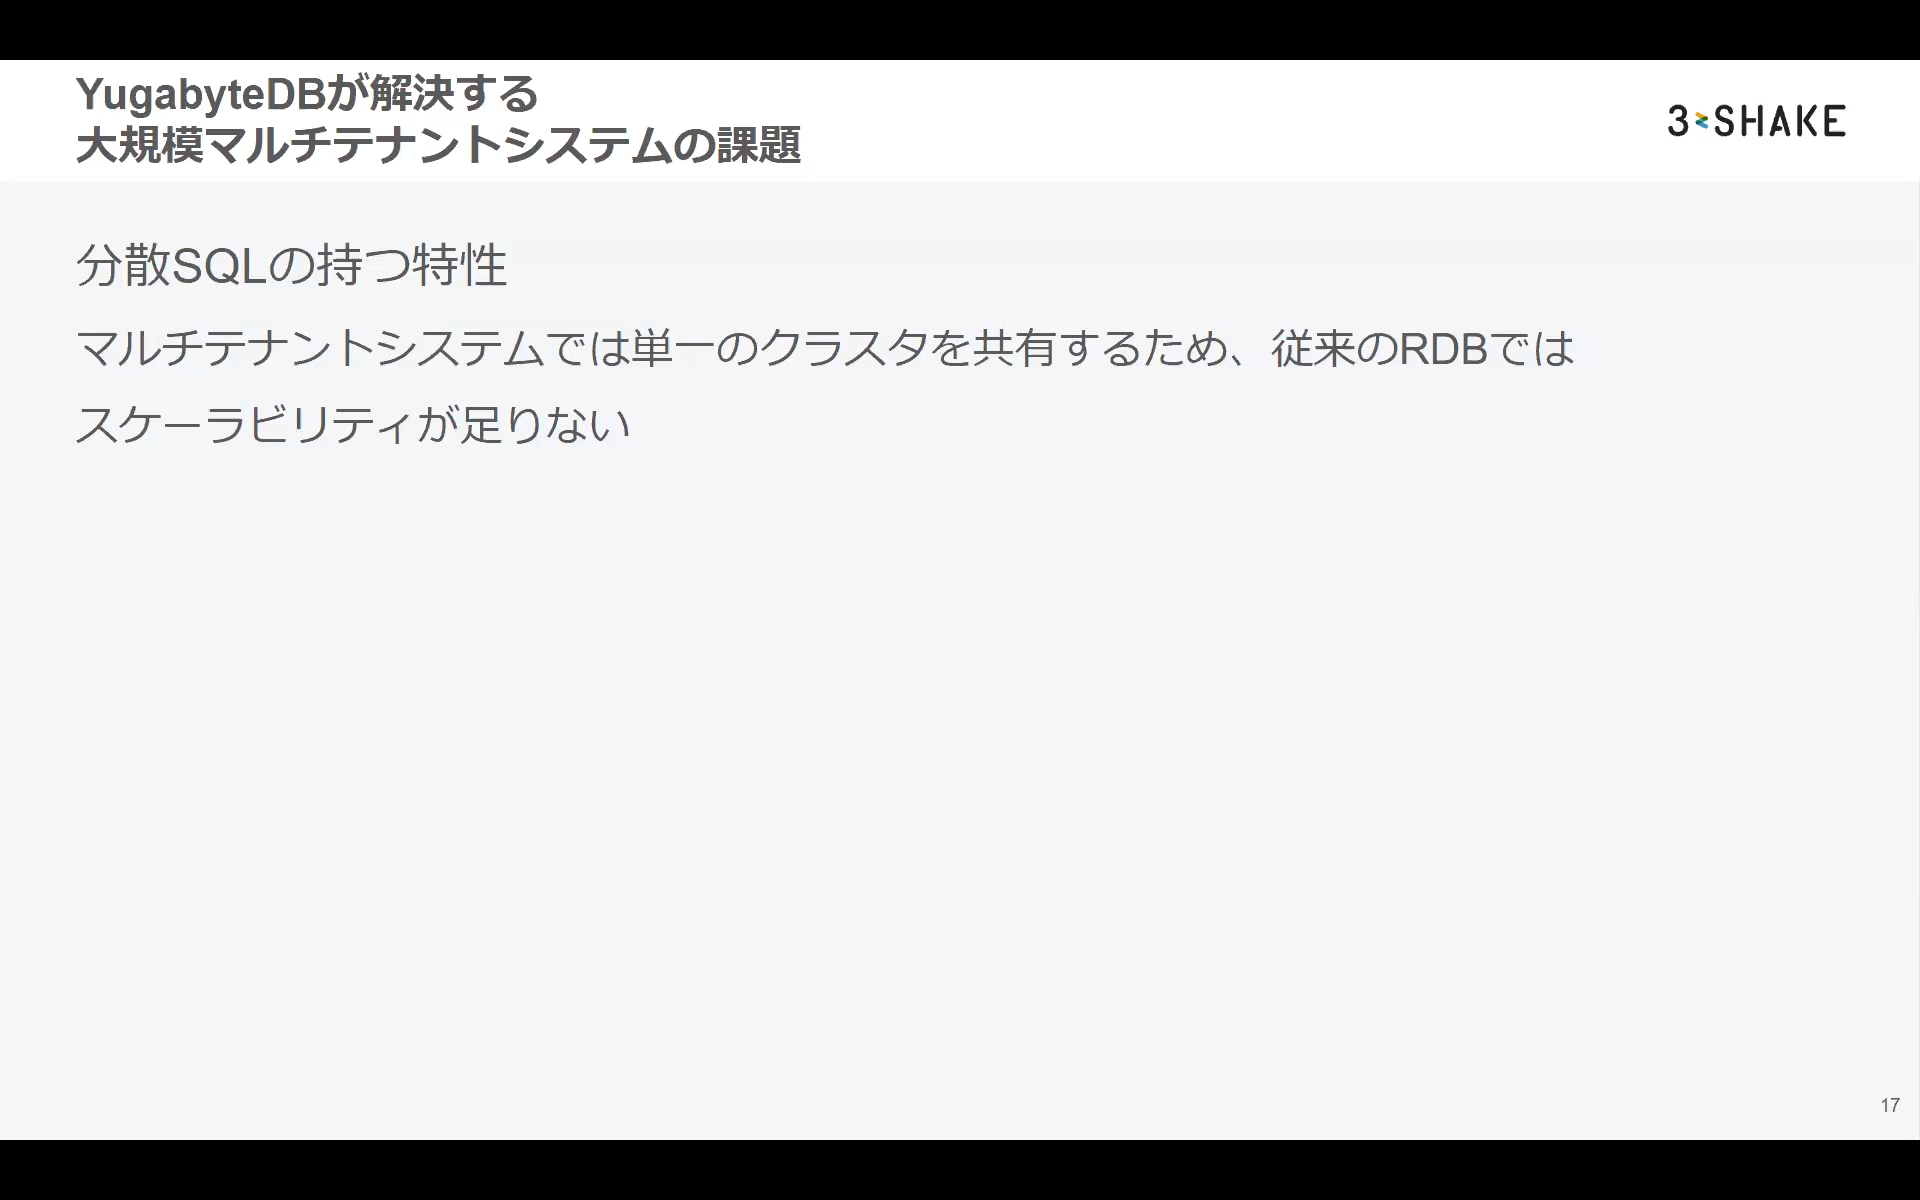 YugabyteDBが解決する
大規模マルチテナントシステムの課題
3 SHAKE
分散SQLの持つ特性
マルチテナントシステムでは単一のクラスタを共有するため、従来のRDBでは
スケーラビリティが足りない
17